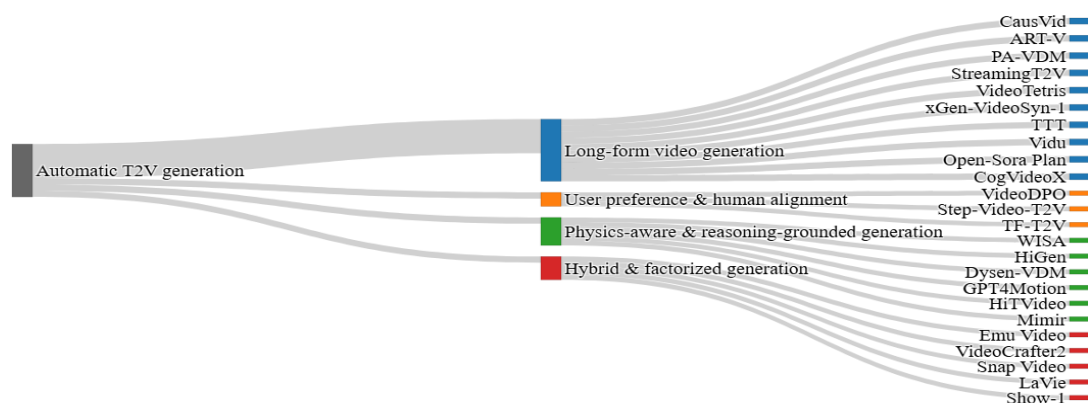 Automatic T2V generation
Long-form video generation
User preference & human alignment
Physics-aware & reasoning-grounded generation
Hybrid & factorized generation
CausVid
ART-V
PA-VDM
StreamingT2V
VideoTetris
xGen-VideoSyn-1
TTT
Vidu
Open-Sora Plan
CogVideoX
VideoDPO
Step-Video-T2V
TF-T2V
WISA
HiGen
Dysen-VDM
GPT4Motion
HiTVideo
Mimir
Emu Video
VideoCrafter2
Snap Video
LaVie
Show-1